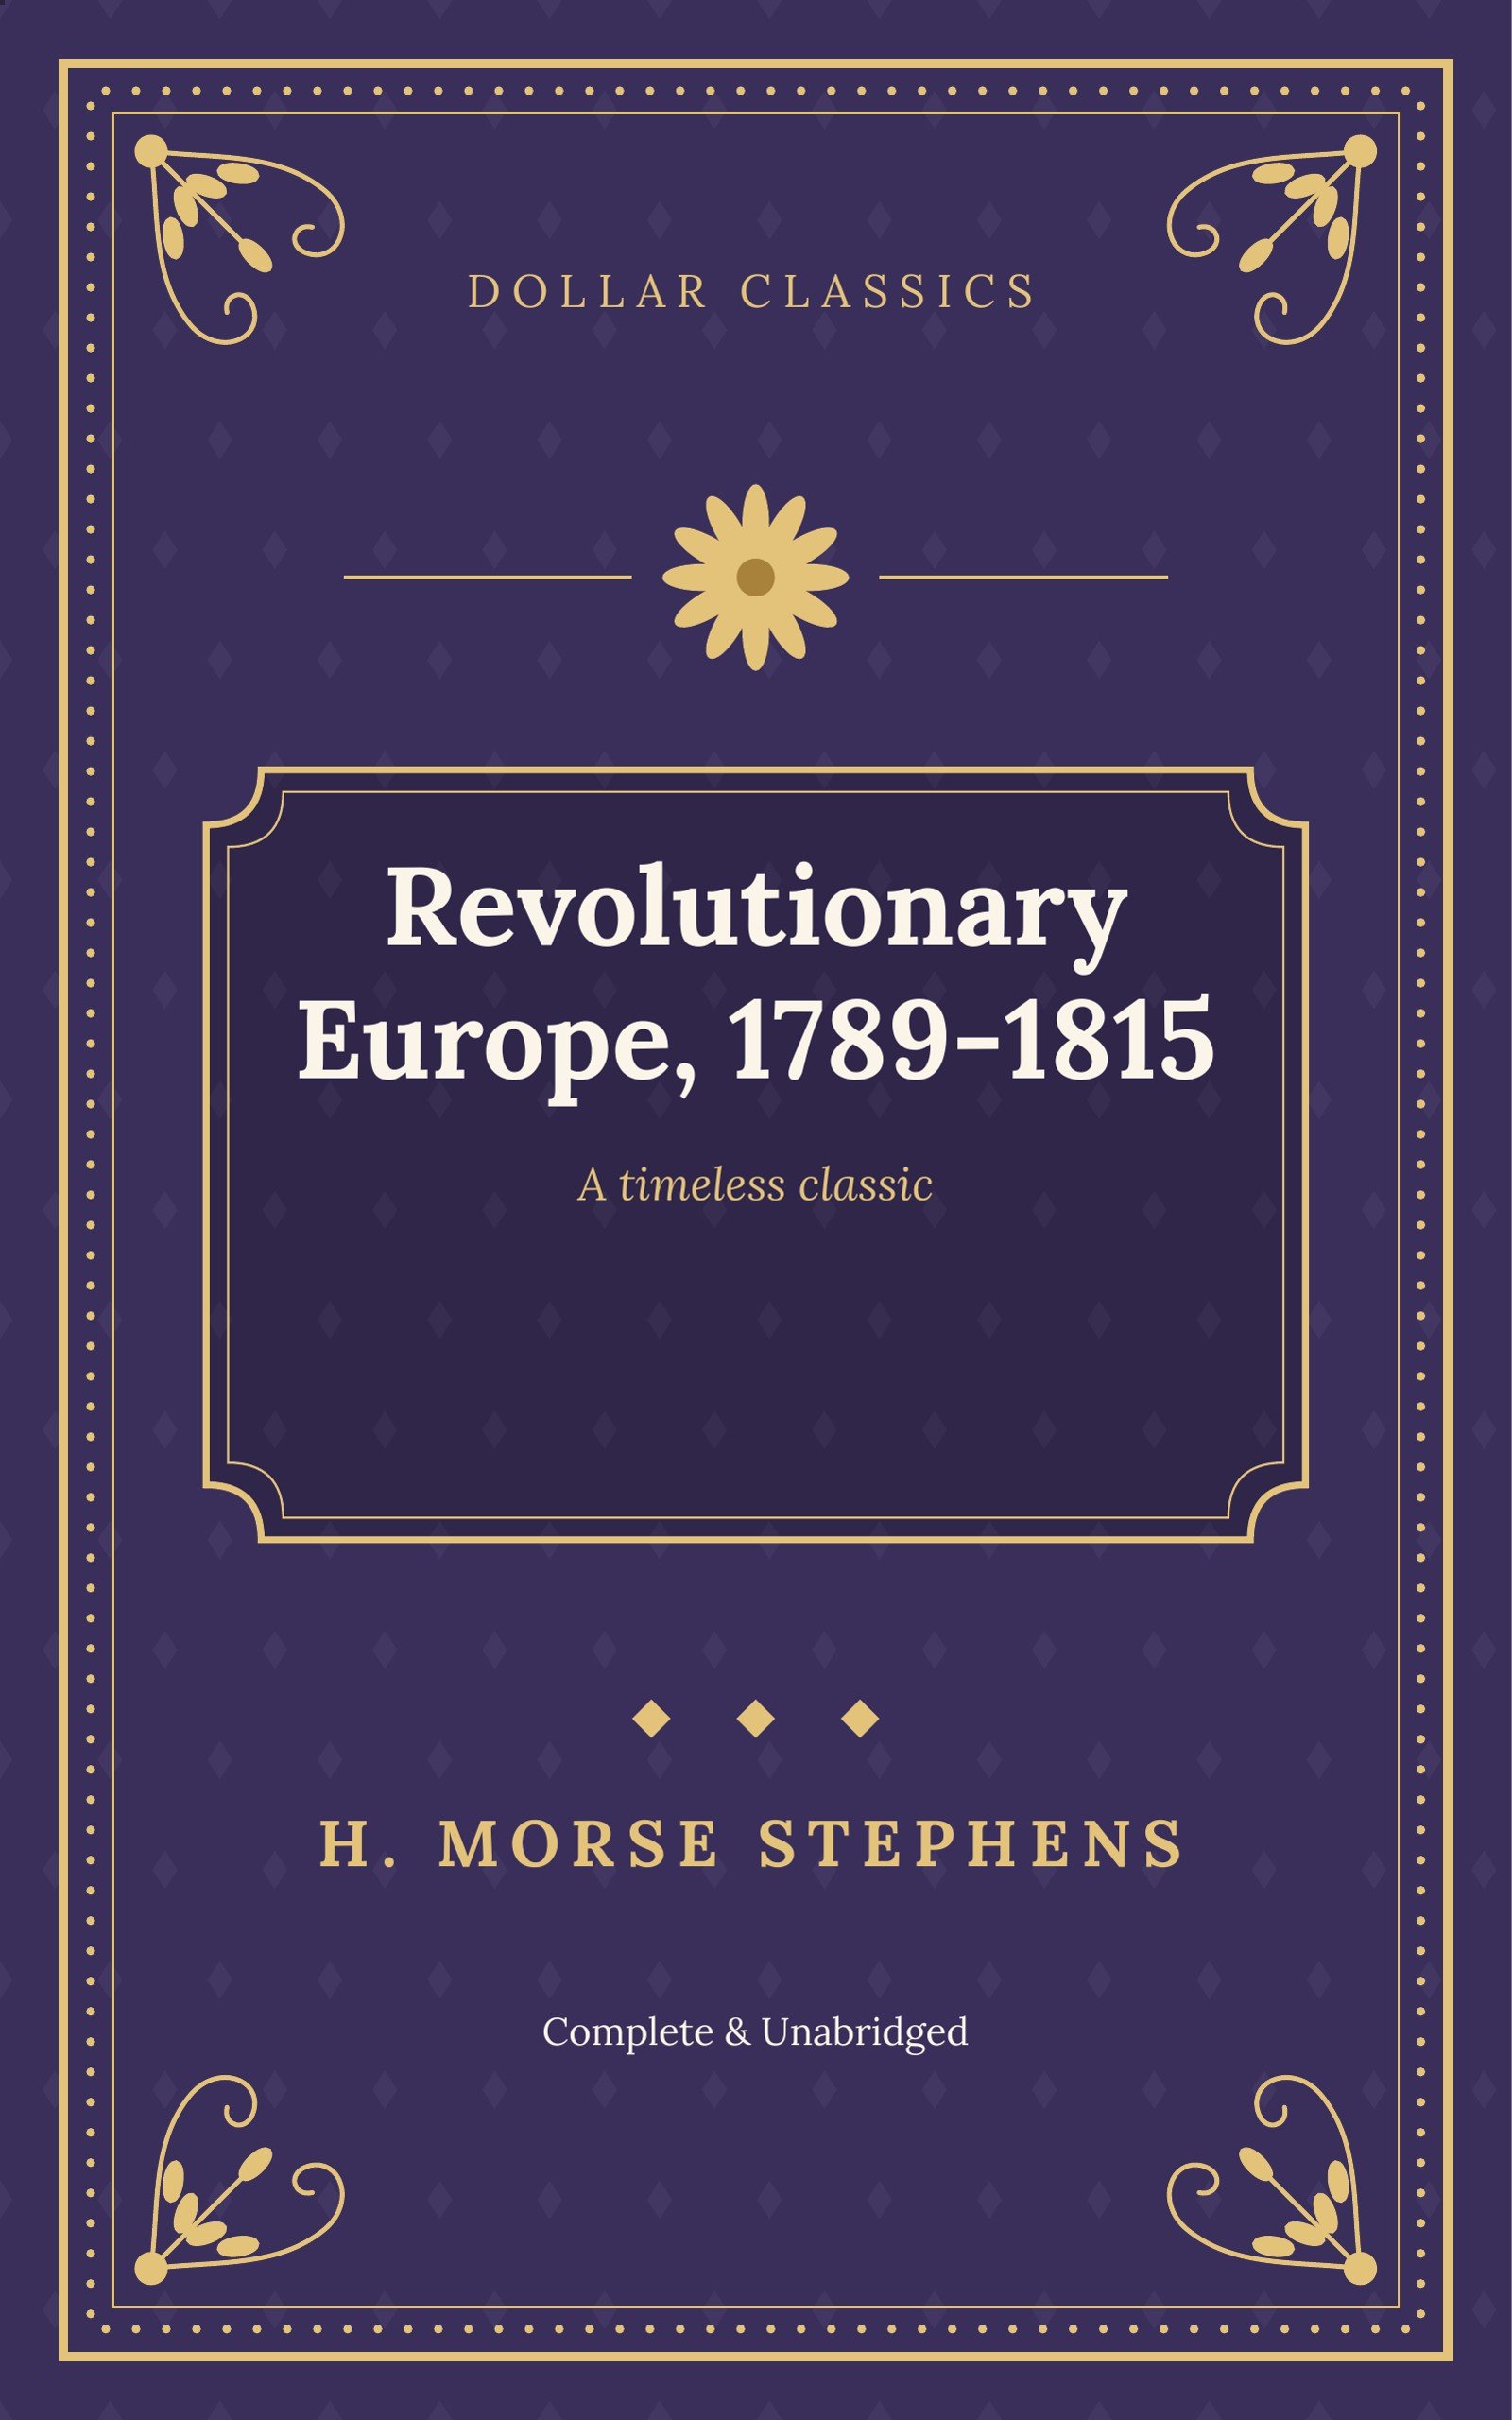 DOLLAR CLASSICS
Revolutionary
Europe, 1789–1815
A timeless classic
H. MORSE STEPHENS
Complete & Unabridged